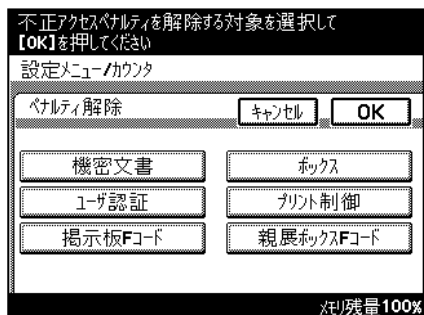 不正アクセスペナルティを解除する対象を選択して
[OK]を押してください
設定メニュー/カウンタ
ペナルティ解除 キャンセル OK
機密文書 ボックス
ユーザ認証 プリント制御
掲示板Fコード 親展ボックスFコード
メモリ残量100%